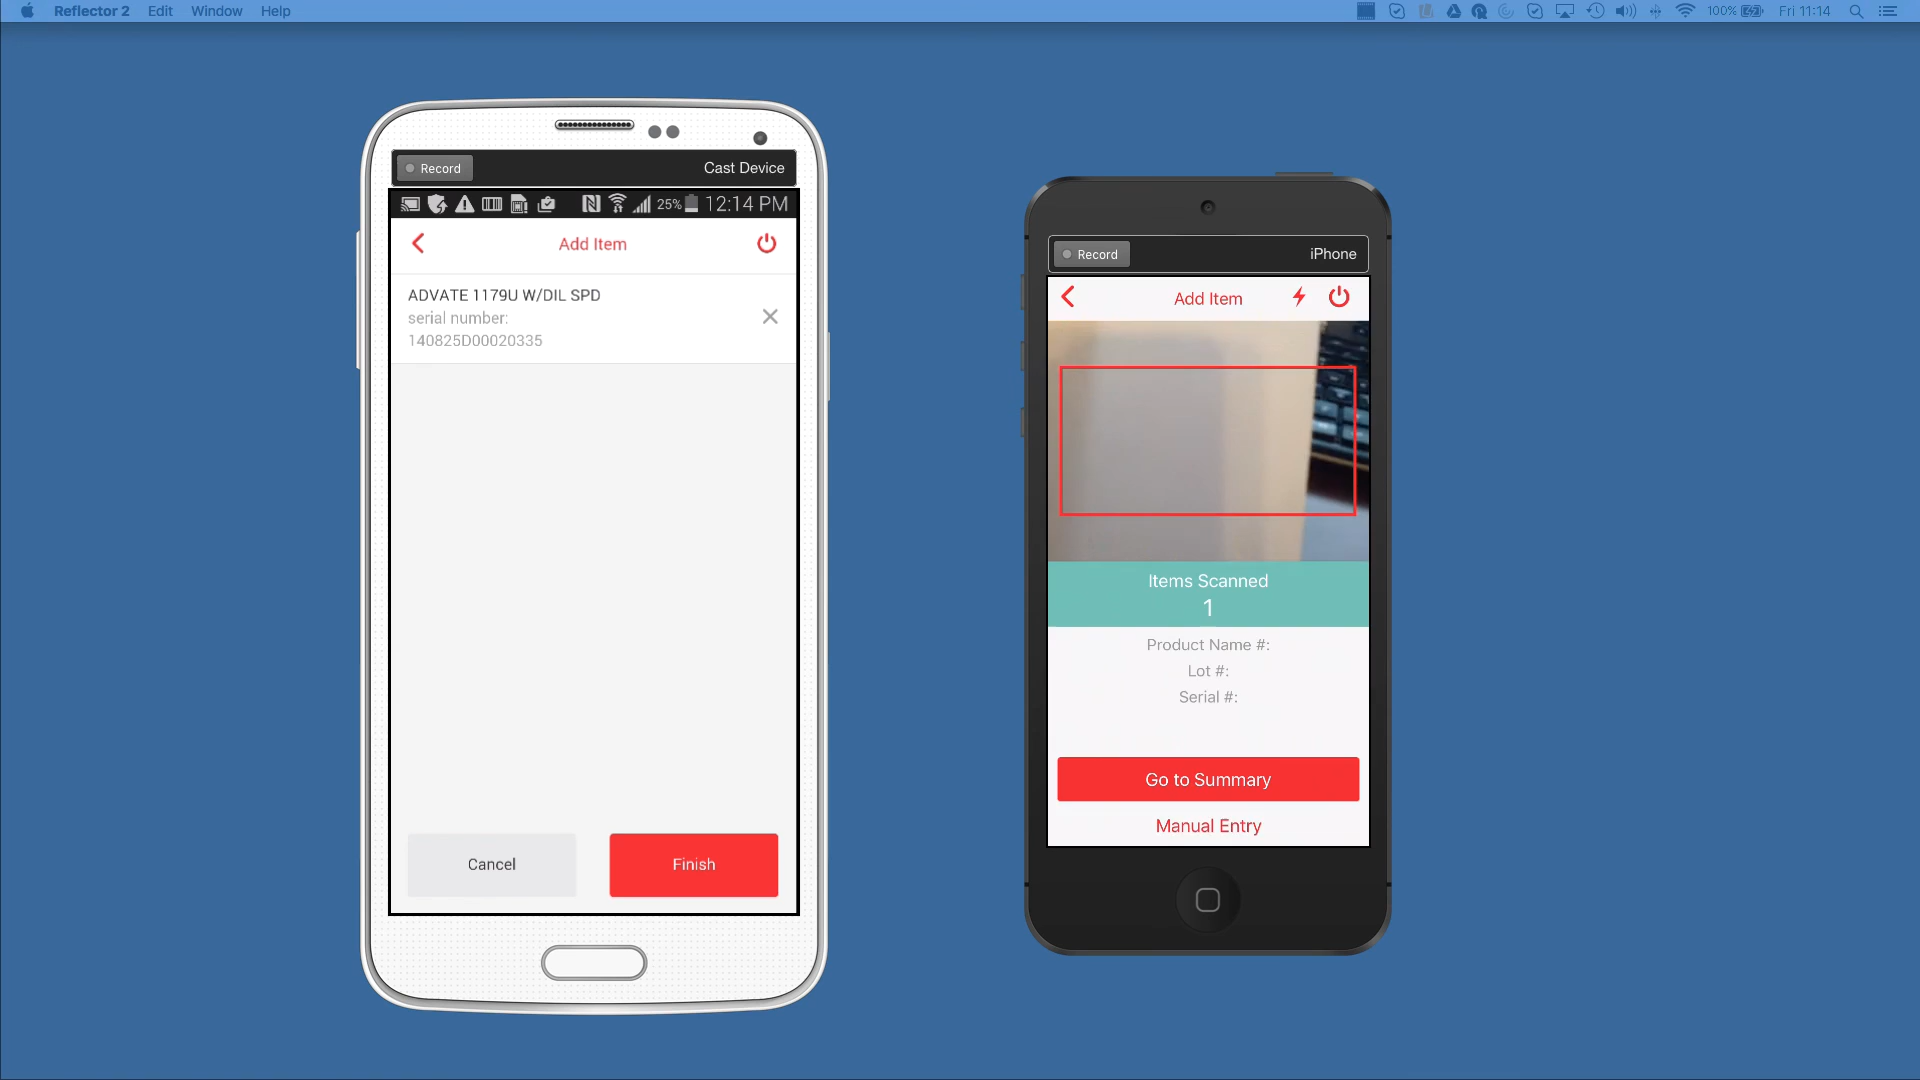 Reflector 2 Edit Window Help
100% Fri 11:14
Record Cast Device
25% 12:14 PM
Add Item
ADVATE 1179U W/DIL SPD
serial number:
140825D00020335
Cancel Finish
Record iPhone
Add Item
Items Scanned
1
Product Name #:
Lot #:
Serial #:
Go to Summary
Manual Entry